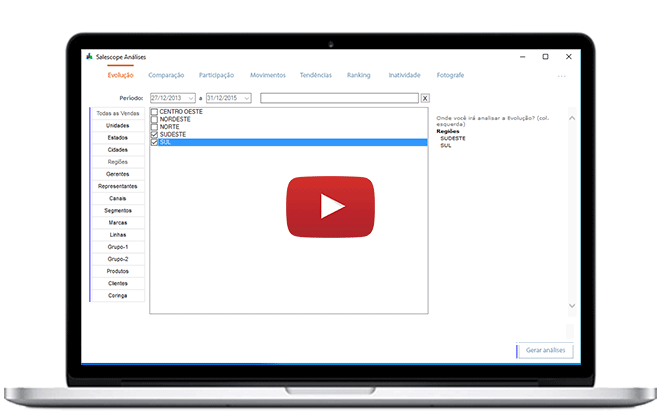 Salescope Análises
Evolução Comparação Participação Movimentos Tendências Ranking Inatividade Fotografe ...
Período: 27/12/2013 a 31/12/2015 X
Todas as Vendas
Unidades
Estados
Cidades
Regiões
Gerentes
Representantes
Canais
Segmentos
Marcas
Linhas
Grupo-1
Grupo-2
Produtos
Clientes
Coringa
CENTRO OESTE
NORDESTE
NORTE
SUDESTE
SUL
Onde você irá analisar a Evolução? (col.
esquerda)
Regiões
SUDESTE
SUL
Gerar análises